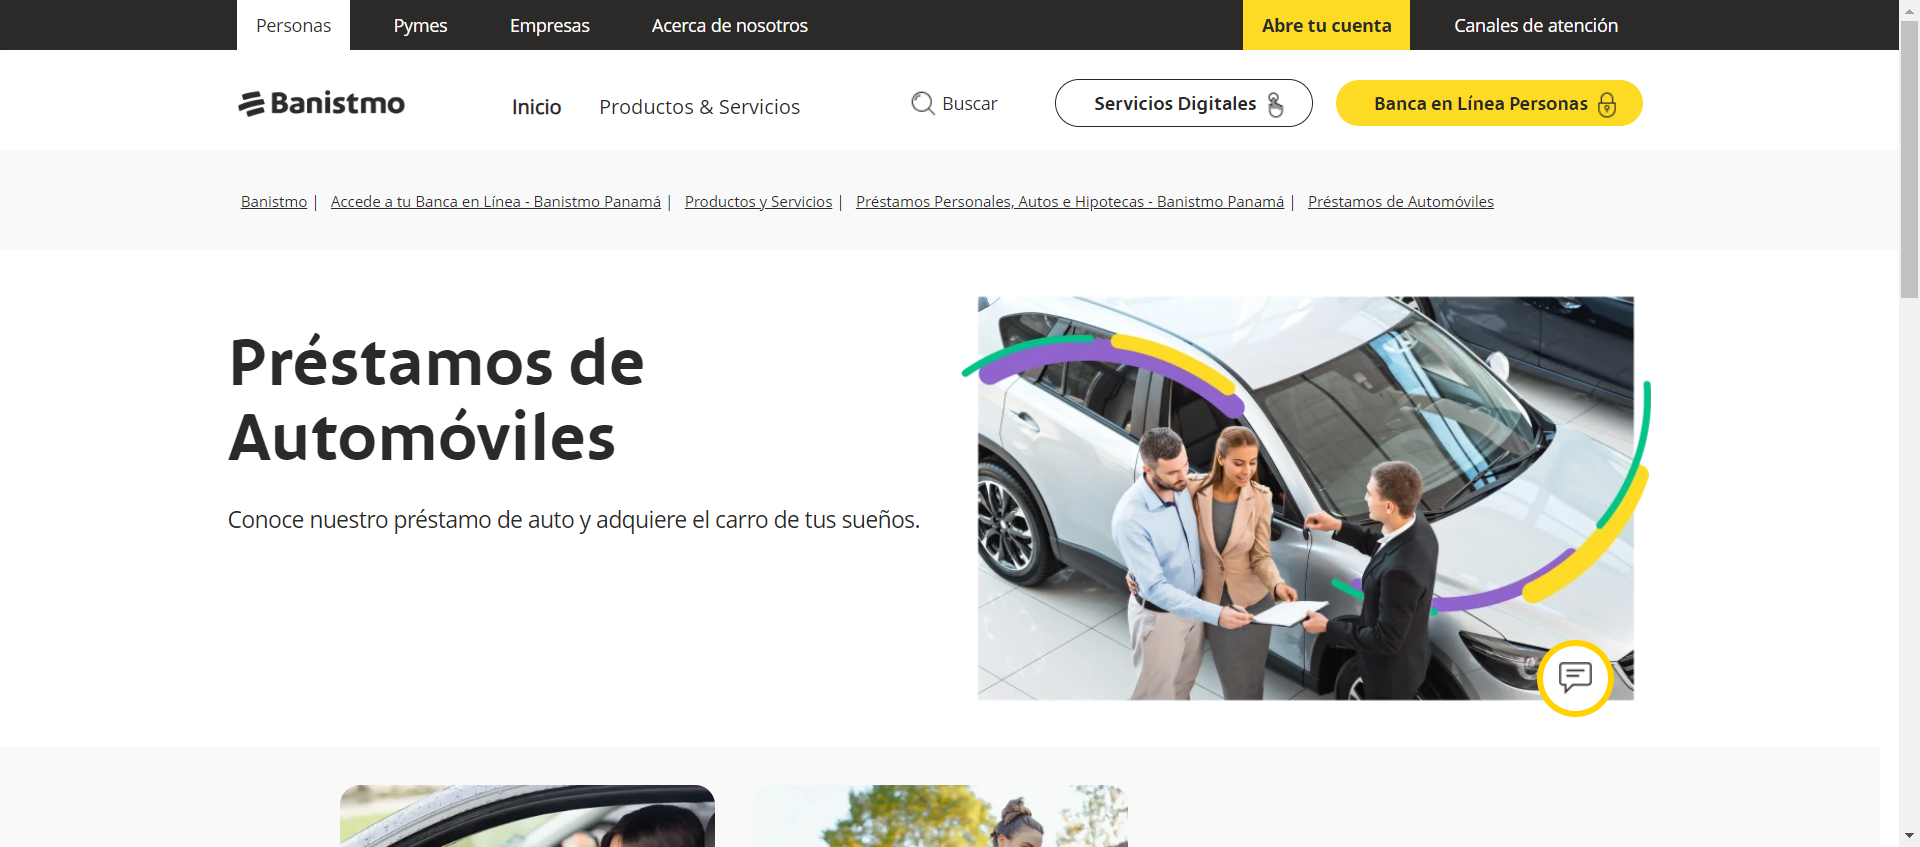 Personas
Pymes
Empresas
Acerca de nosotros
Abre tu cuenta
Canales de atención
Banistmo
Inicio
Productos & Servicios
Buscar
Servicios Digitales
Banca en Línea Personas
Banistmo | Accede a tu Banca en Línea - Banistmo Panamá | Productos y Servicios | Préstamos Personales, Autos e Hipotecas - Banistmo Panamá | Préstamos de Automóviles
Préstamos de
Automóviles
Conoce nuestro préstamo de auto y adquiere el carro de tus sueños.